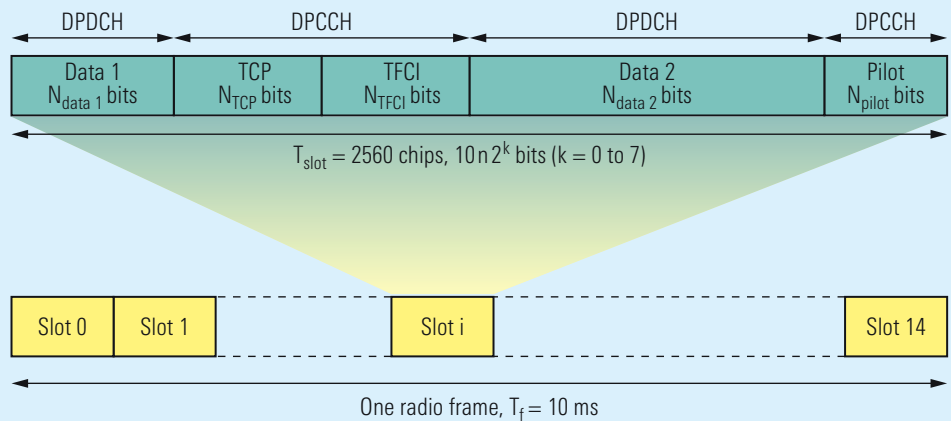 DPDCH DPCCH DPDCH DPCCH
Data 1 TCP TFCI Data 2 Pilot
N_data 1 bits N_TCP bits N_TFCI bits N_data 2 bits N_pilot bits
T_slot = 2560 chips, 10 n 2^k bits (k = 0 to 7)
Slot 0 Slot 1 Slot i Slot 14
One radio frame, T_f = 10 ms